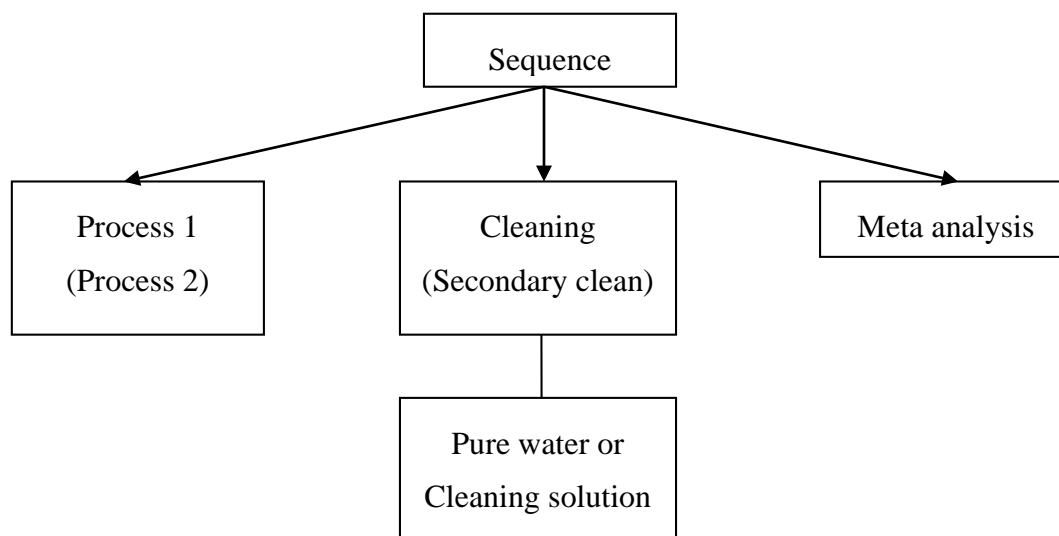 Sequence
Process 1
(Process 2)
Cleaning
(Secondary clean)
Meta analysis
Pure water or
Cleaning solution